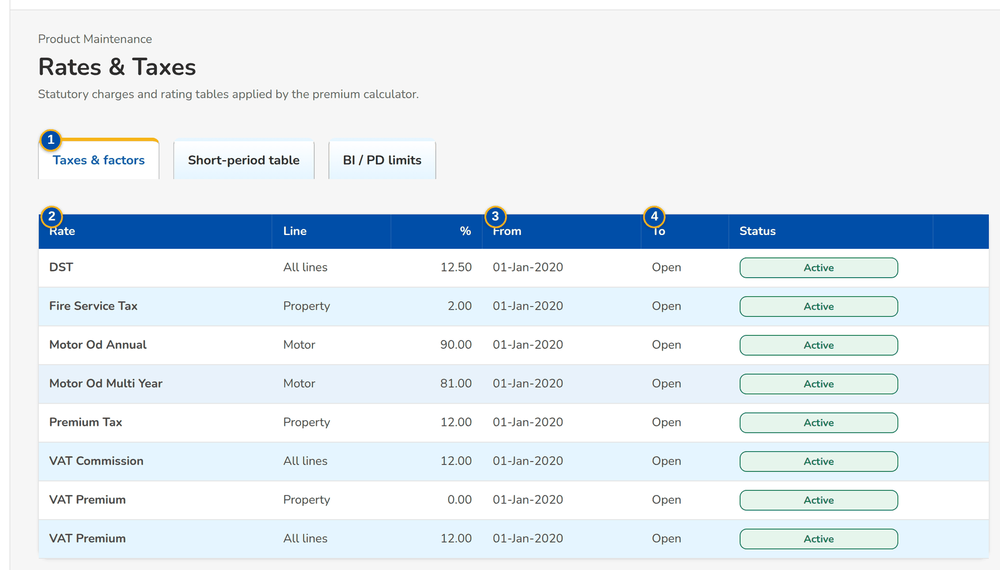 Product Maintenance
Rates & Taxes
Statutory charges and rating tables applied by the premium calculator.
1
Taxes & factors Short-period table BI / PD limits
2 3 4
Rate Line % From To Status
DST All lines 12.50 01-Jan-2020 Open Active
Fire Service Tax Property 2.00 01-Jan-2020 Open Active
Motor Od Annual Motor 90.00 01-Jan-2020 Open Active
Motor Od Multi Year Motor 81.00 01-Jan-2020 Open Active
Premium Tax Property 12.00 01-Jan-2020 Open Active
VAT Commission All lines 12.00 01-Jan-2020 Open Active
VAT Premium Property 0.00 01-Jan-2020 Open Active
VAT Premium All lines 12.00 01-Jan-2020 Open Active